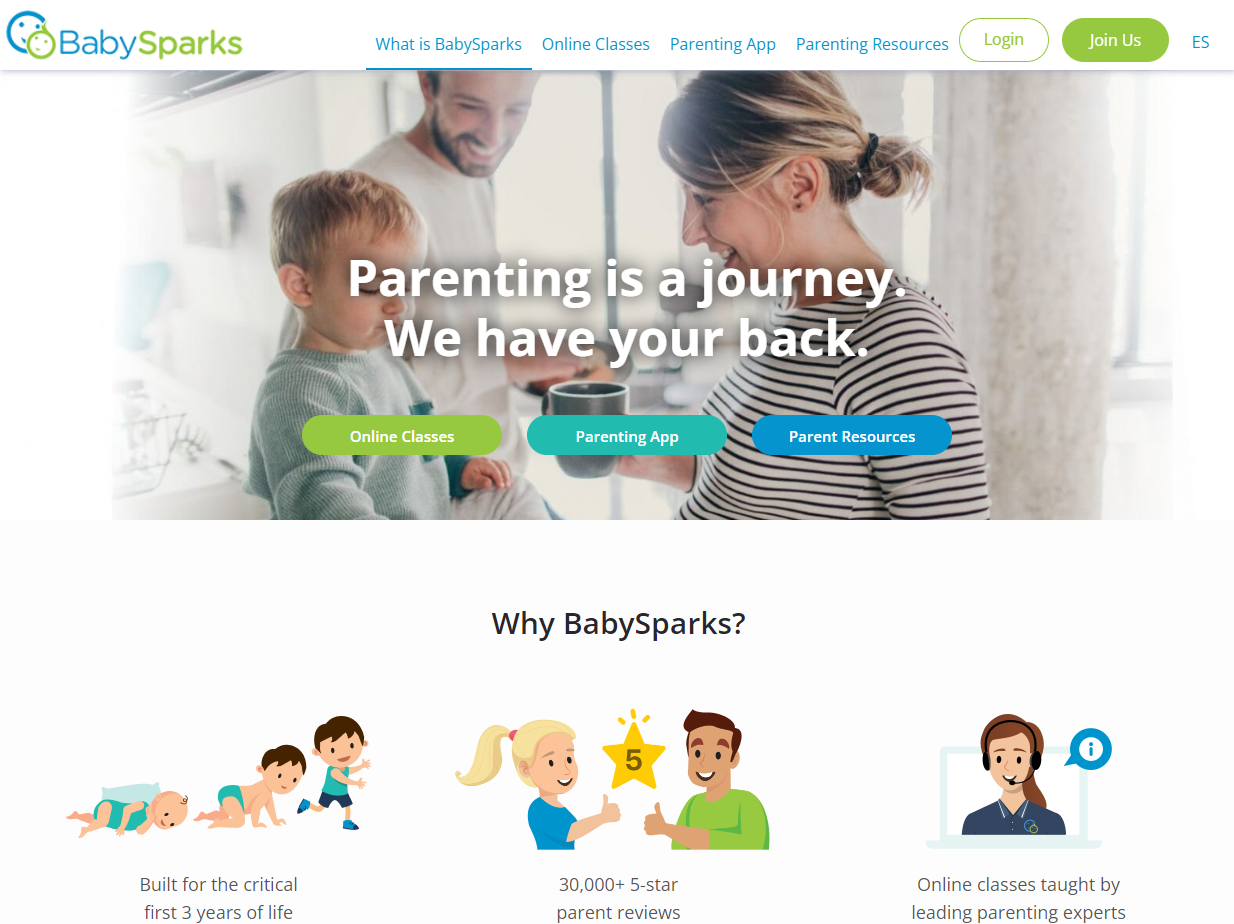 BabySparks
What is BabySparks
Online Classes
Parenting App
Parenting Resources
Login
Join Us
ES
Parenting is a journey.
We have your back.
Online Classes
Parenting App
Parent Resources
Why BabySparks?
5
i
Built for the critical
first 3 years of life
30,000+ 5-star
parent reviews
Online classes taught by
leading parenting experts